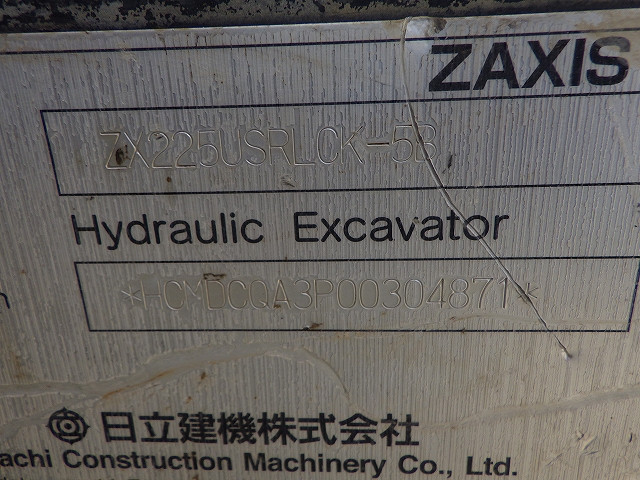 ZAXIS
ZX225USRLCK-5B
Hydraulic Excavator
*HCMDCQA3P00304871*
日立建機株式会社
achi Construction Machinery Co., Ltd.